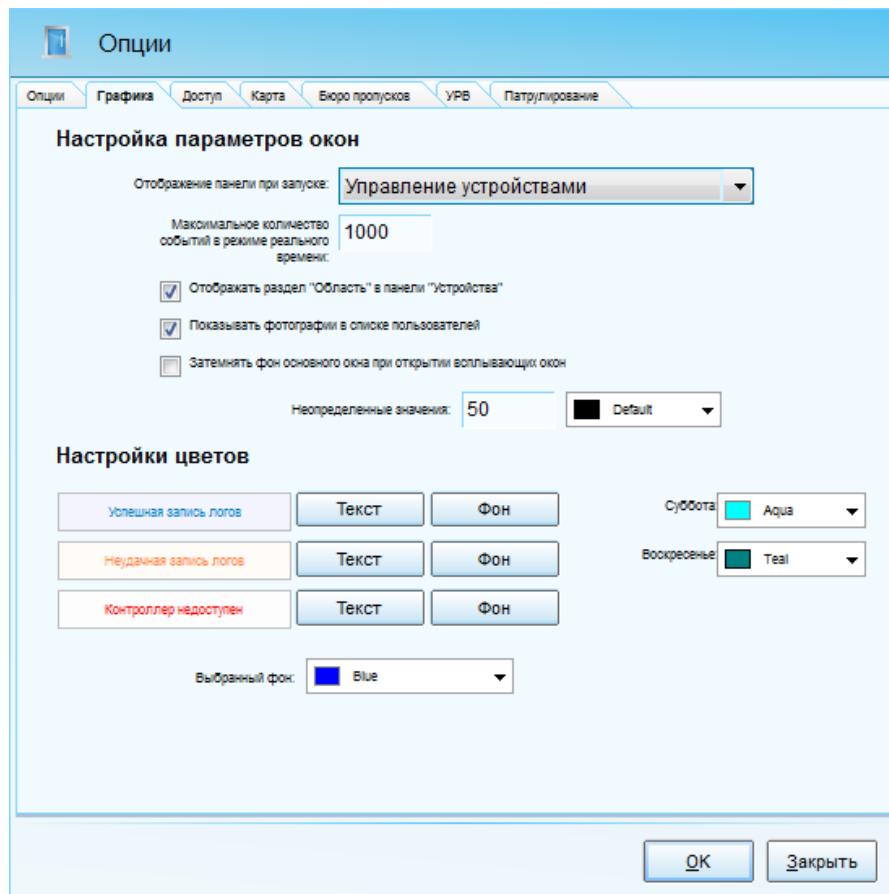 Опции
Опции Графика Доступ Карта Бюро пропусков УРВ Патрулирование
Настройка параметров окон
Отображение панели при запуске: Управление устройствами
Максимальное количество
событий в режиме реального
времени:
1000
Отображать раздел "Область" в панели "Устройства"
Показывать фотографии в списке пользователей
Затемнять фон основного окна при открытии всплывающих окон
Неопределенные значения: 50 Default
Настройки цветов
Успешная запись логов Текст Фон Суббота Aqua
Неудачная запись логов Текст Фон Воскресенье Teal
Контроллер недоступен Текст Фон
Выбранный фон: Blue
OK Закрыть